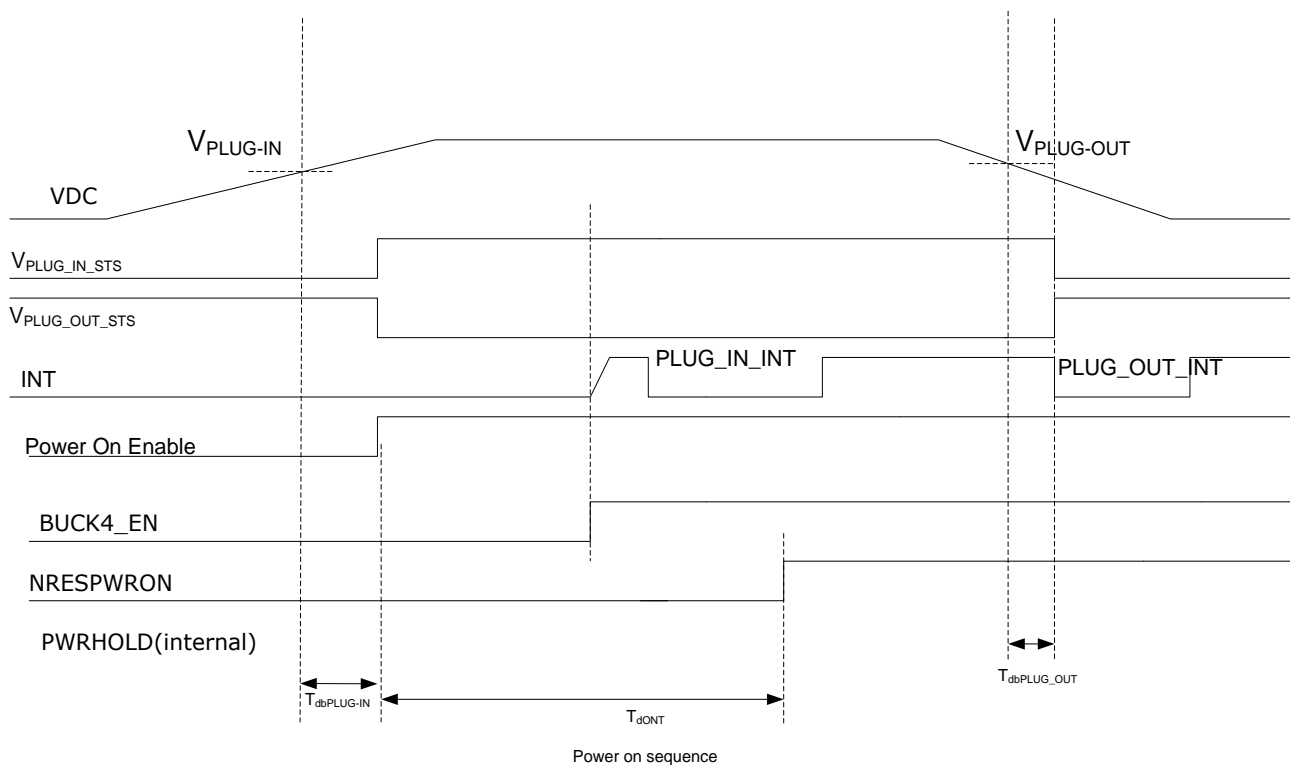 VPLUG-IN
VPLUG-OUT
VDC
VPLUG_IN_STS
VPLUG_OUT_STS
PLUG_IN_INT
PLUG_OUT_INT
INT
Power On Enable
BUCK4_EN
NRESPWRON
PWRHOLD(internal)
TdbPLUG-IN
TdbPLUG_OUT
TdONT
Power on sequence